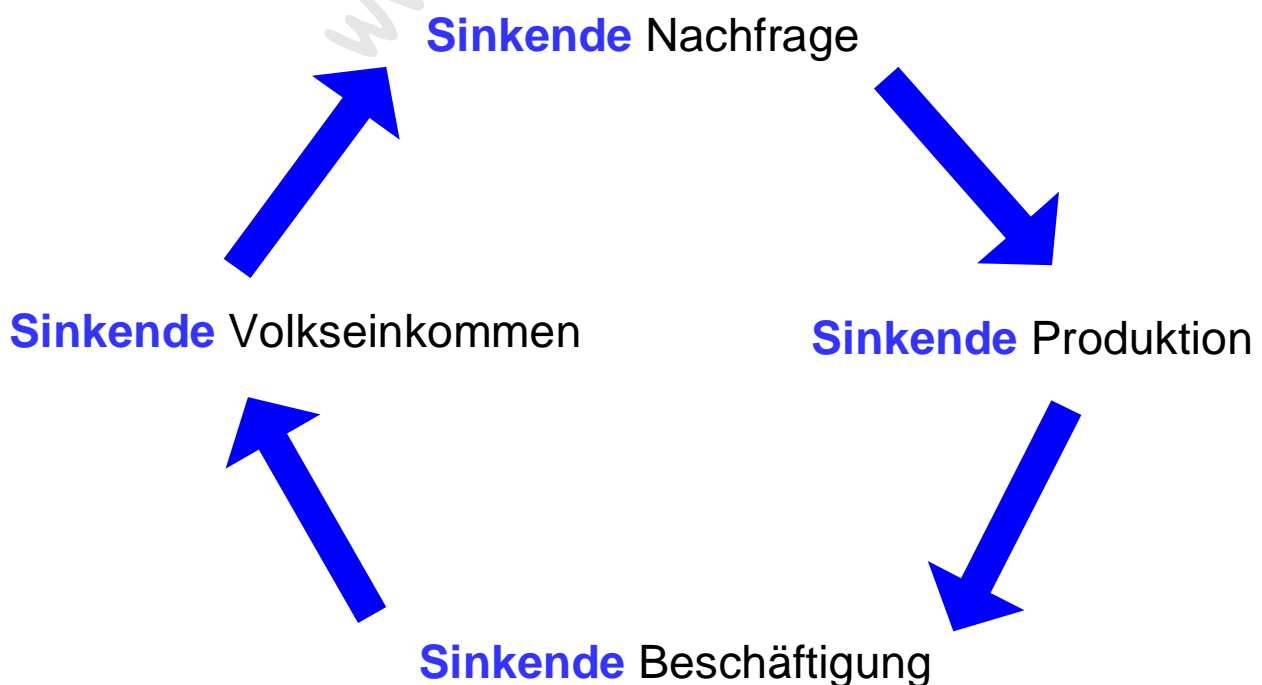 Sinkende Nachfrage
Sinkende Volkseinkommen
Sinkende Produktion
Sinkende Beschäftigung